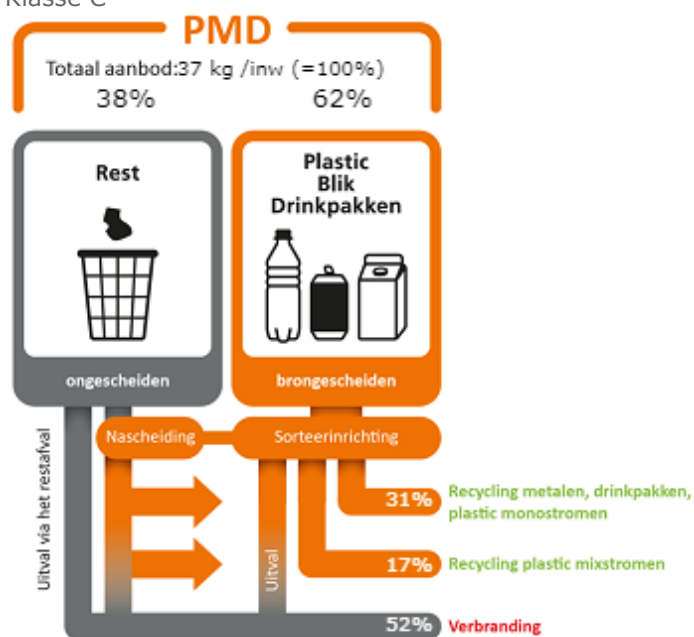 Klasse C
PMD
Totaal aanbod:37 kg /inw (=100%)
38%
62%
Rest
Plastic
Blik
Drinkpakken
ongescheiden
brongescheiden
Nascheiding
Sorteerinrichting
Uitval via het restafval
Uitval
31%
Recycling metalen, drinkpakken,
plastic monostromen
17%
Recycling plastic mixstromen
52%
Verbranding